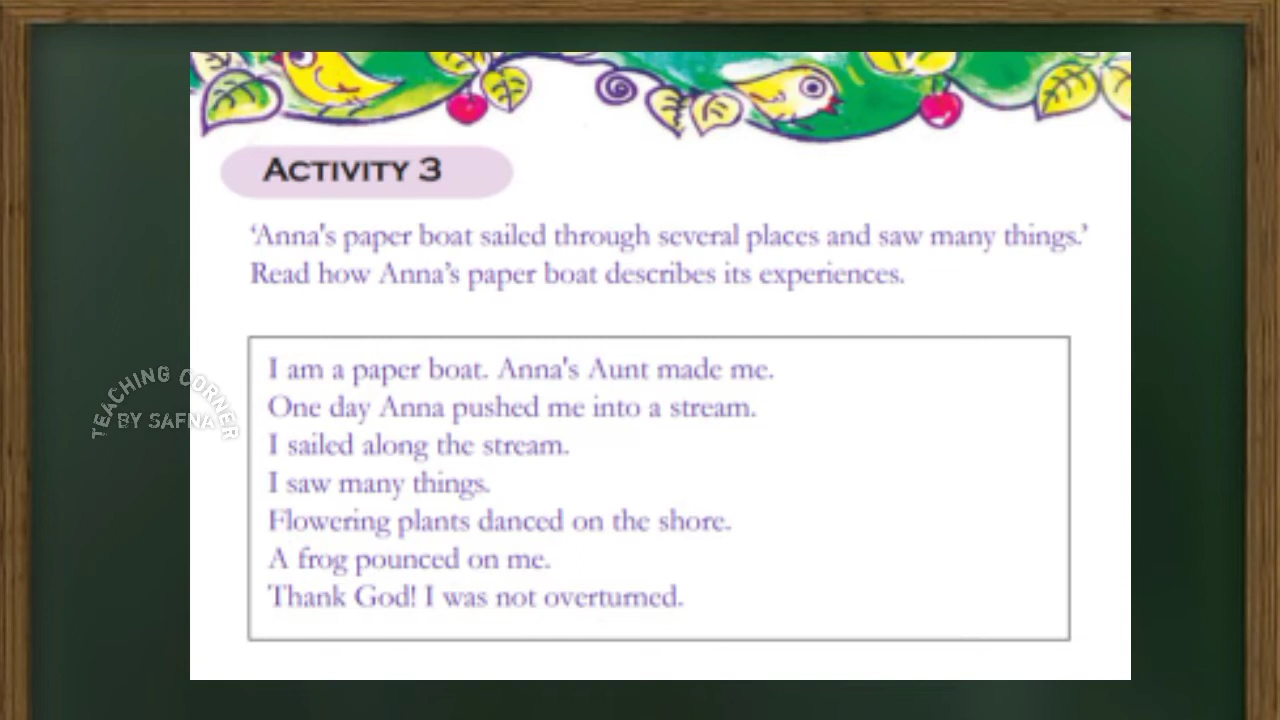 ACTIVITY 3
‘Anna's paper boat sailed through several places and saw many things.’
Read how Anna’s paper boat describes its experiences.
I am a paper boat. Anna's Aunt made me.
One day Anna pushed me into a stream.
I sailed along the stream.
I saw many things.
Flowering plants danced on the shore.
A frog pounced on me.
Thank God! I was not overturned.
TEACHING CORNER
BY SAFNA